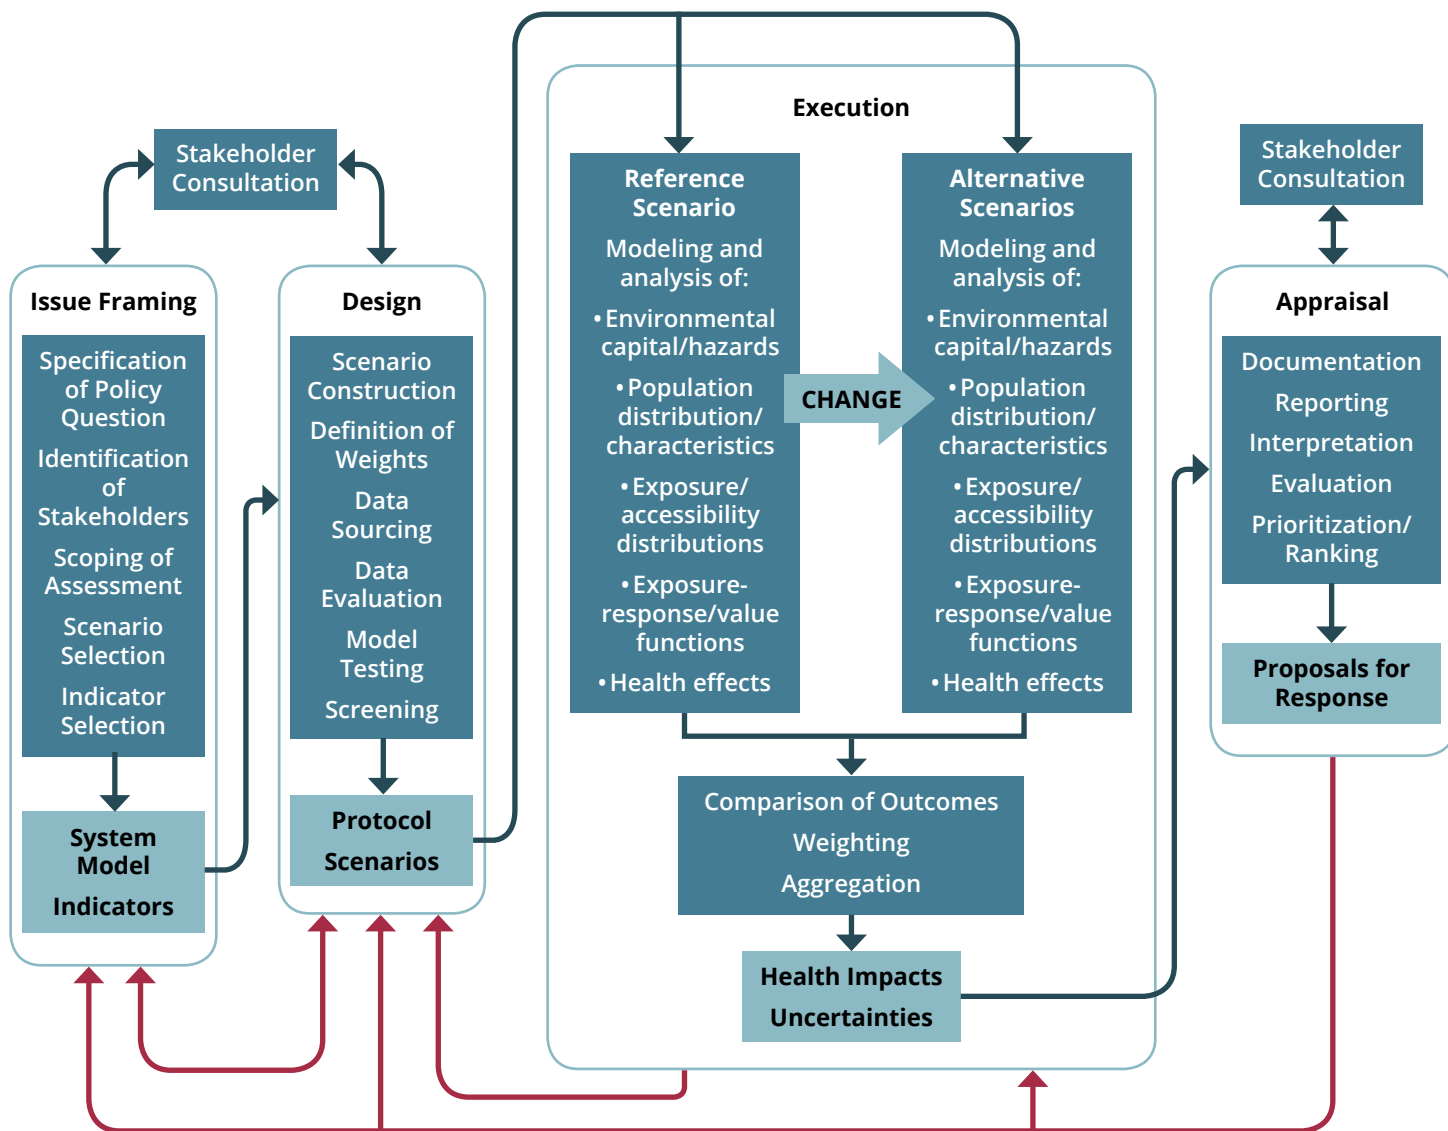 Stakeholder
Consultation
Issue Framing
Specification
of Policy
Question
Identification
of
Stakeholders
Scoping of
Assessment
Scenario
Selection
Indicator
Selection
System
Model
Indicators
Design
Scenario
Construction
Definition of
Weights
Data
Sourcing
Data
Evaluation
Model
Testing
Screening
Protocol
Scenarios
Execution
Reference
Scenario
Modeling and
analysis of:
• Environmental
capital/hazards
• Population
distribution/
characteristics
• Exposure/
accessibility
distributions
• Exposure-
response/value
functions
• Health effects
CHANGE
Alternative
Scenarios
Modeling and
analysis of:
• Environmental
capital/hazards
• Population
distribution/
characteristics
• Exposure/
accessibility
distributions
• Exposure-
response/value
functions
• Health effects
Comparison of Outcomes
Weighting
Aggregation
Health Impacts
Uncertainties
Stakeholder
Consultation
Appraisal
Documentation
Reporting
Interpretation
Evaluation
Prioritization/
Ranking
Proposals for
Response